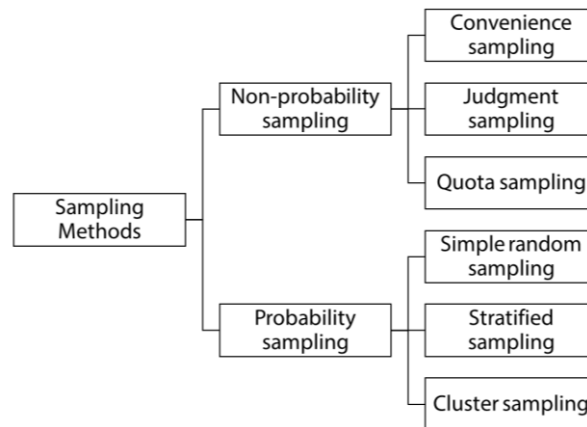 Convenience
sampling
Non-probability
sampling
Judgment
sampling
Quota sampling
Sampling
Methods
Simple random
sampling
Probability
sampling
Stratified
sampling
Cluster sampling